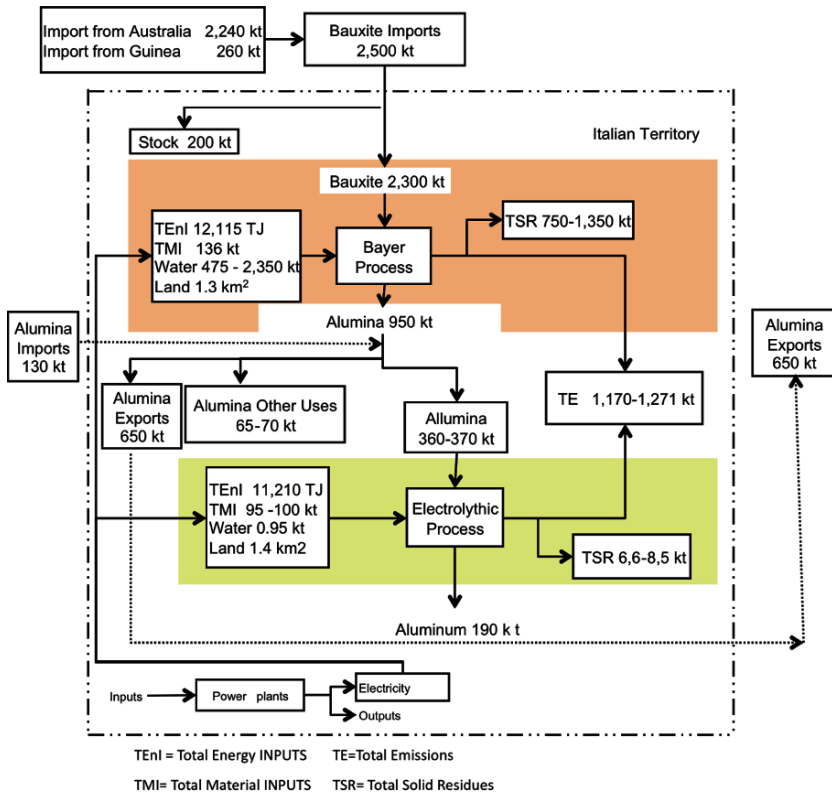 Import from Australia 2,240 kt
Import from Guinea 260 kt
Bauxite Imports
2,500 kt
Italian Territory
Stock 200 kt
Bauxite 2,300 kt
TEnI 12,115 TJ
TMI 136 kt
Water 475 - 2,350 kt
Land 1.3 km²
Bayer
Process
TSR 750-1,350 kt
Alumina 950 kt
Alumina
Imports
130 kt
Alumina
Exports
650 kt
Alumina
Exports
650 kt
Alumina Other Uses
65-70 kt
Allumina
360-370 kt
TE 1,170-1,271 kt
TEnI 11,210 TJ
TMI 95 -100 kt
Water 0.95 kt
Land 1.4 km2
Electrolythic
Process
TSR 6,6-8,5 kt
Aluminum 190 k t
Inputs
Power plants
Electricity
Outputs
TEnI = Total Energy INPUTS TE=Total Emissions
TMI= Total Material INPUTS TSR= Total Solid Residues